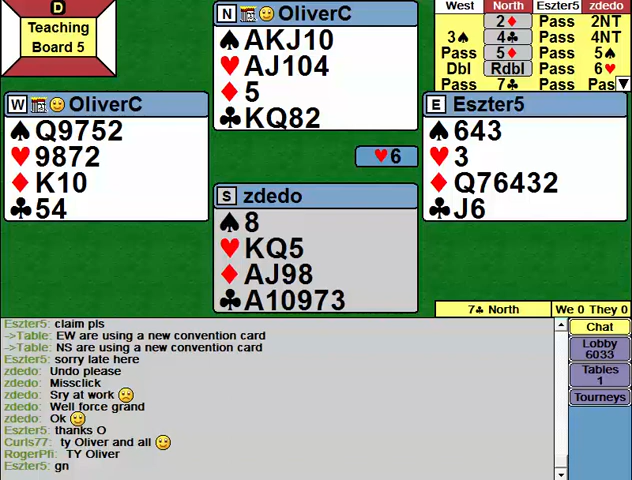 D
Teaching
Board 5
N OliverC
♠ AKJ10
♥ AJ104
♦ 5
♣ KQ82
West North Eszter5 zdedo
2♦ Pass 2NT
3♠ 4♣ Pass 4NT
Pass 5♦ Pass 5♠
Dbl Rdbl Pass 6♥
Pass 7♣ Pass Pas
W OliverC
♠ Q9752
♥ 9872
♦ K10
♣ 54
♥ 6
E Eszter5
♠ 643
♥ 3
♦ Q76432
♣ J6
S zdedo
♠ 8
♥ KQ5
♦ AJ98
♣ A10973
7♣ North We 0 They 0
Eszter5: claim pls
->Table: EW are using a new convention card
->Table: NS are using a new convention card
Eszter5: sorry late here
zdedo: Undo please
zdedo: Missclick
zdedo: Sry at work
zdedo: Well force grand
zdedo: Ok
Eszter5: thanks O
Curls77: ty Oliver and all
RogerPfi: TY Oliver
Eszter5: gn
Chat
Lobby
6033
Tables
1
Tourneys